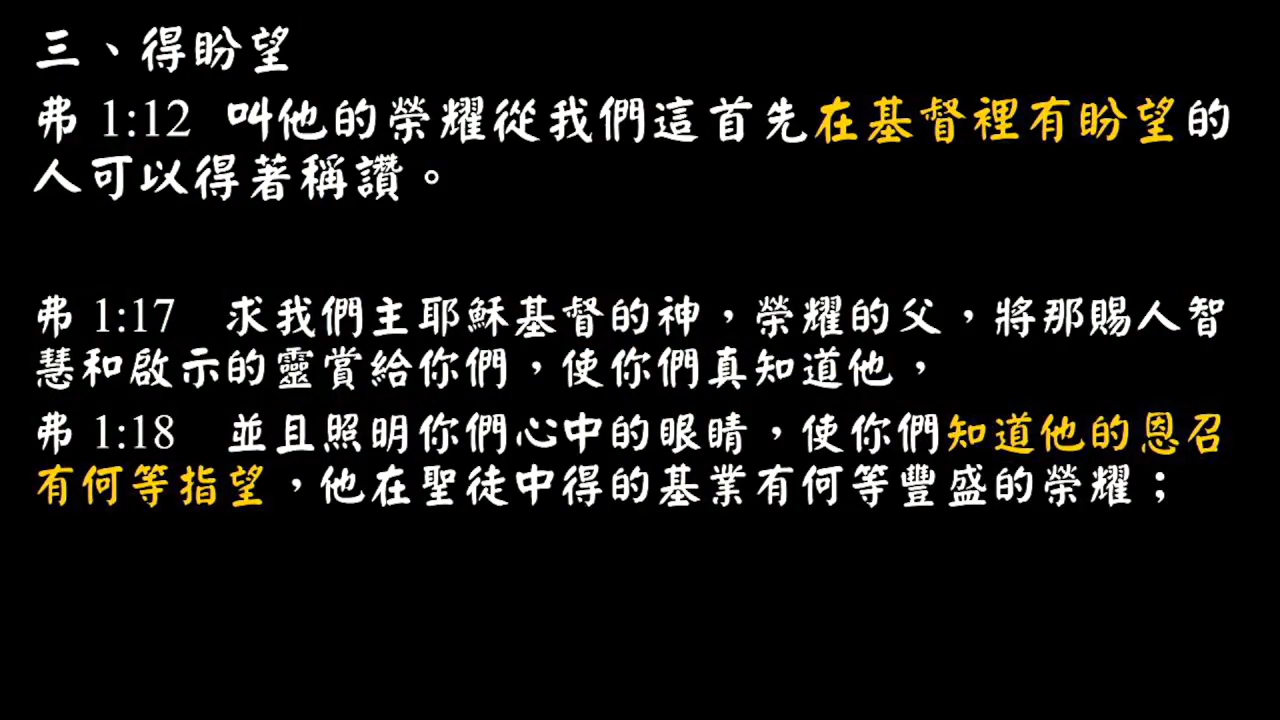 三、得盼望
弗 1:12 叫他的榮耀從我們這首先在基督裡有盼望的
人可以得著稱讚。
弗 1:17 求我們主耶穌基督的神，榮耀的父，將那賜人智
慧和啟示的靈賞給你們，使你們真知道他，
弗 1:18 並且照明你們心中的眼睛，使你們知道他的恩召
有何等指望，他在聖徒中得的基業有何等豐盛的榮耀；